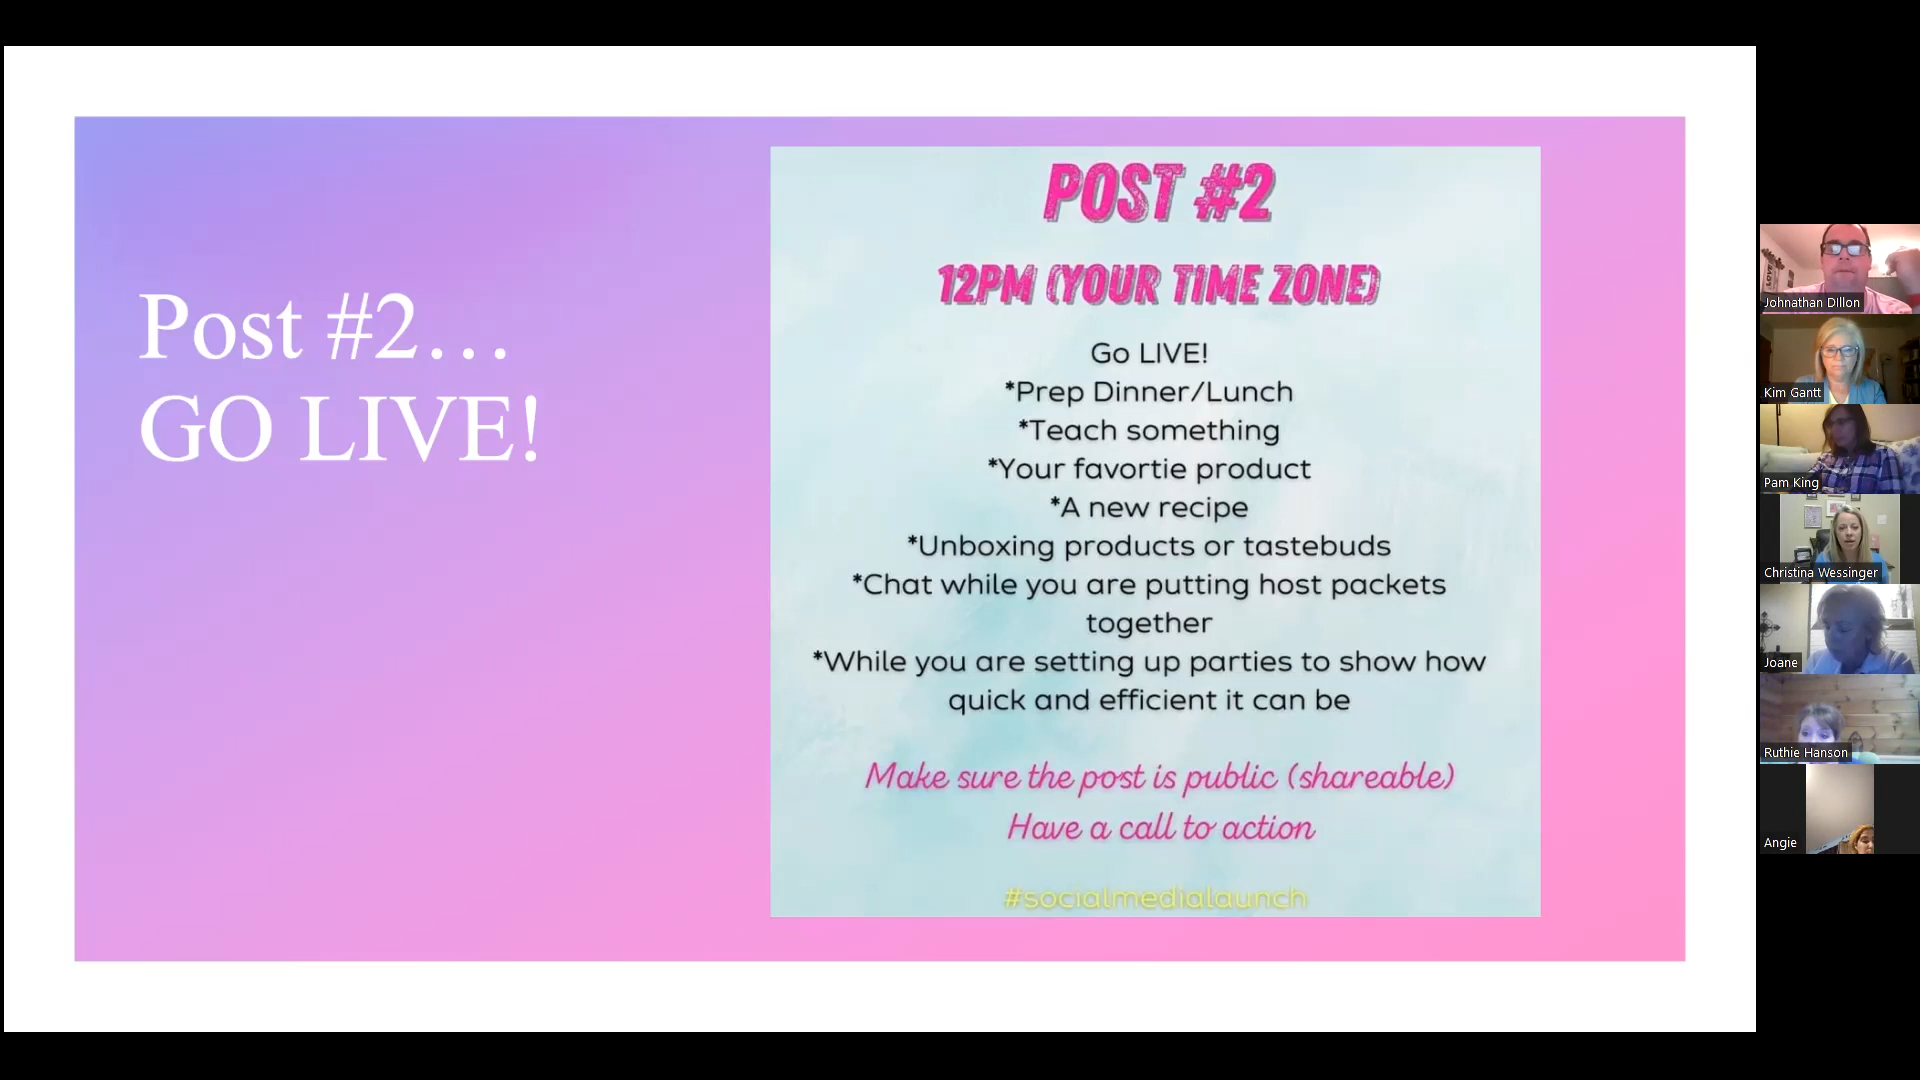 Post #2...
GO LIVE!
POST #2
12PM (YOUR TIME ZONE)
Go LIVE!
*Prep Dinner/Lunch
*Teach something
*Your favortie product
*A new recipe
*Unboxing products or tastebuds
*Chat while you are putting host packets
together
*While you are setting up parties to show how
quick and efficient it can be
Make sure the post is public (shareable)
Have a call to action
#socialmedialaunch
LOVE
Johnathan DIllon
Kim Gantt
Pam King
Christina Wessinger
Joane
Ruthie Hanson
Angie